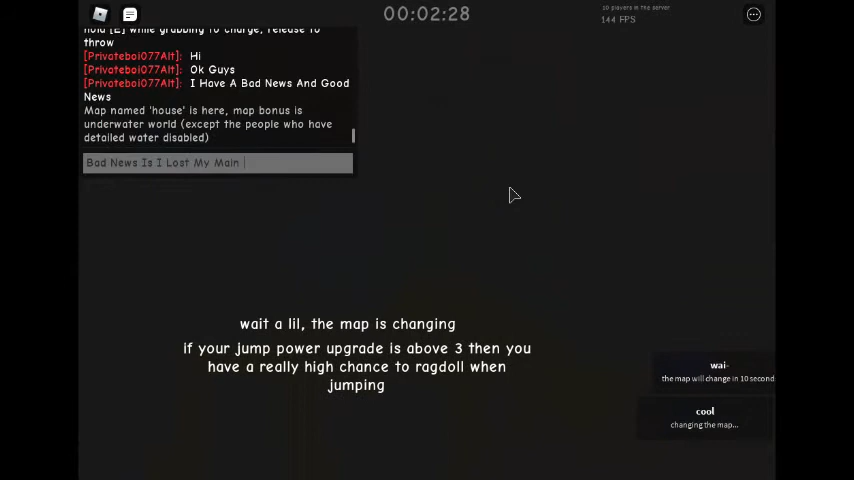 00:02:28
10 players in the server
144 FPS
hold [E] while grabbing to charge, release to
throw
[Privateboi077Alt]: Hi
[Privateboi077Alt]: Ok Guys
[Privateboi077Alt]: I Have A Bad News And Good
News
Map named 'house' is here, map bonus is
underwater world (except the people who have
detailed water disabled)
Bad News Is I Lost My Main
wait a lil, the map is changing
if your jump power upgrade is above 3 then you
have a really high chance to ragdoll when
jumping
wai-
the map will change in 10 second
cool
changing the map...